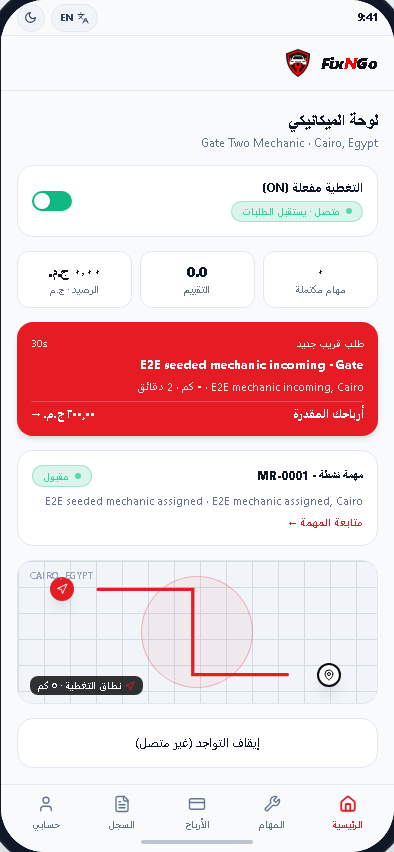 9:41
EN
FixNGo
لوحة الميكانيكي
Gate Two Mechanic · Cairo, Egypt
التغطية مفعلة (ON)
متصل · يستقبل الطلبات
٠
مهام مكتملة
0.0
التقييم
٠٫٠٠ ج.م.
الرصيد · ج.م
طلب قريب جديد
30s
E2E seeded mechanic incoming - Gate
E2E mechanic incoming, Cairo · ٠ كم · 2 دقائق
أرباحك المقدرة
٢٠٠٫٠٠ ج.م. →
مهمة نشطة - MR-0001
مقبول
E2E seeded mechanic assigned · E2E mechanic assigned, Cairo
متابعة المهمة ←
CAIRO, EGYPT
نطاق التغطية · ٥ كم
إيقاف التواجد (غير متصل)
الرئيسية
المهام
الأرباح
السجل
حسابي